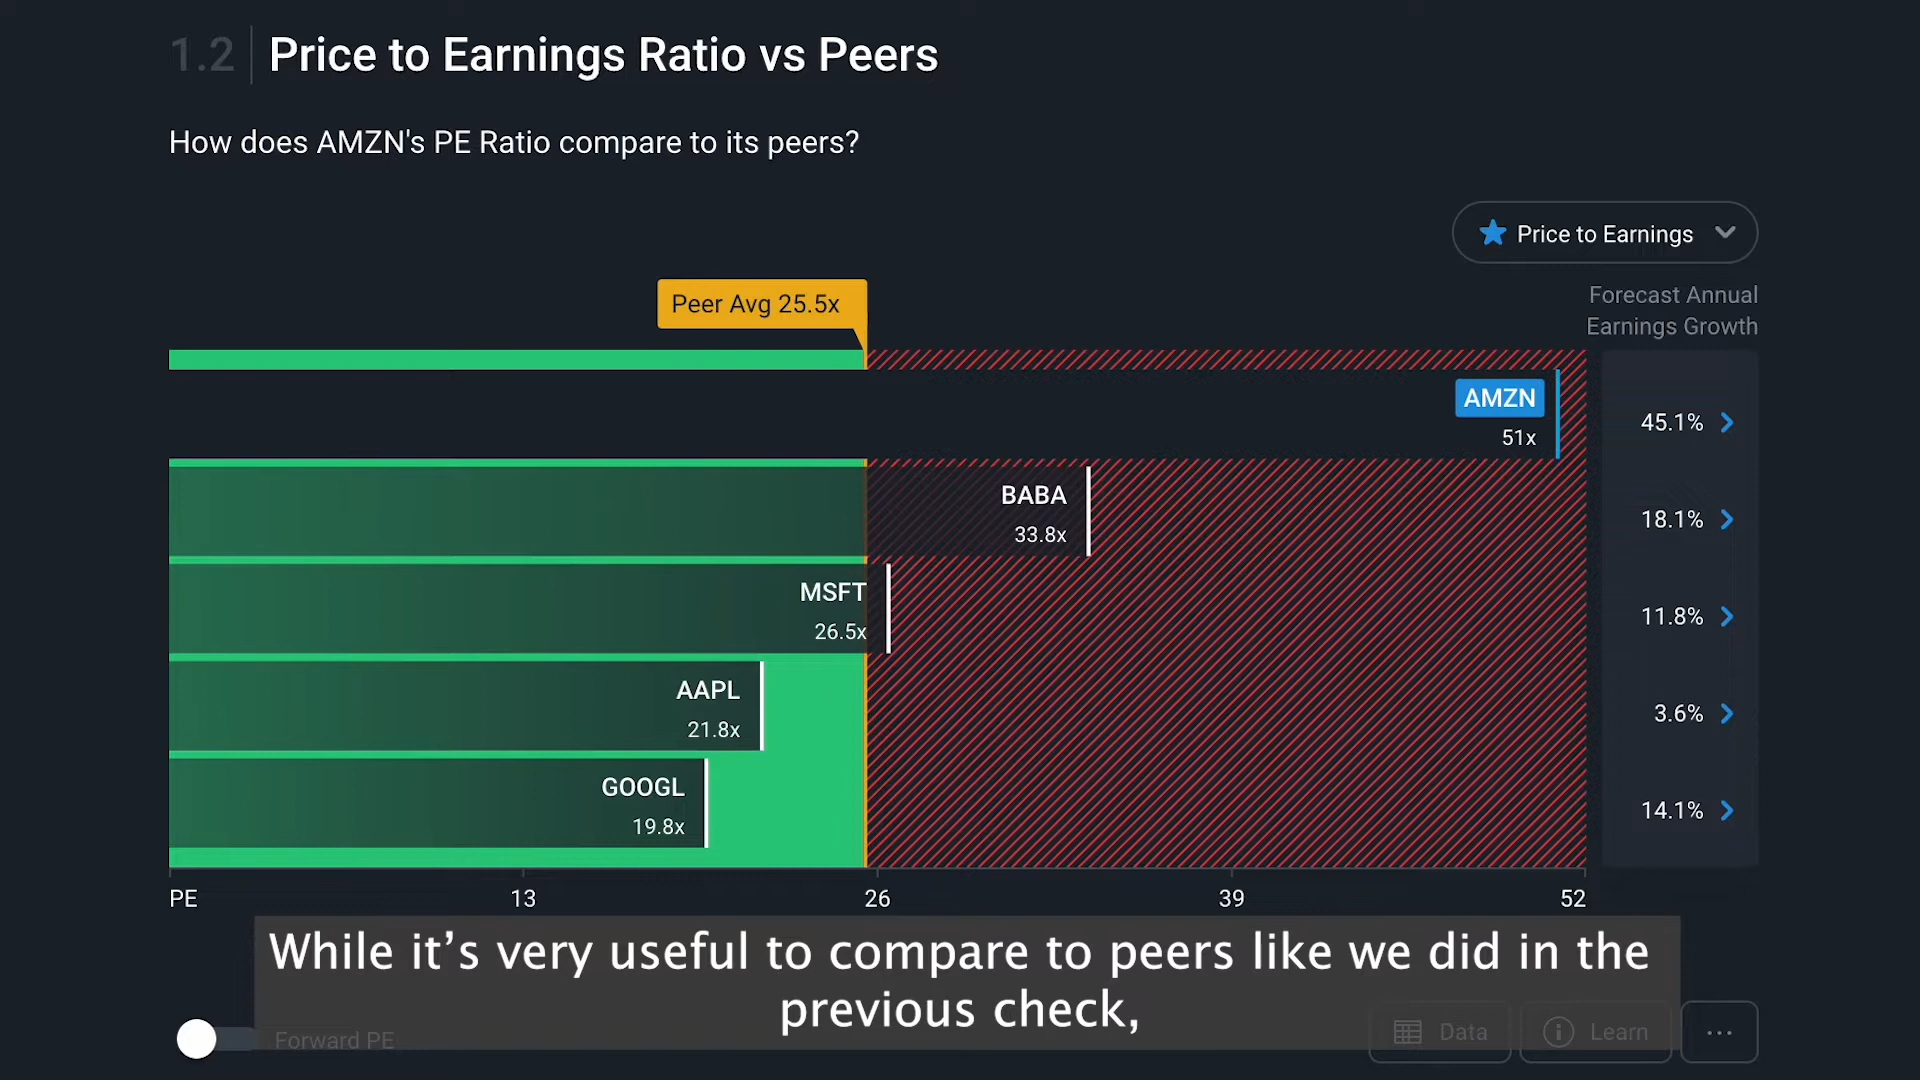 1.2 Price to Earnings Ratio vs Peers
How does AMZN's PE Ratio compare to its peers?
Price to Earnings
Forecast Annual
Earnings Growth
Peer Avg 25.5x
AMZN
51x
45.1%
BABA
33.8x
18.1%
MSFT
26.5x
11.8%
AAPL
21.8x
3.6%
GOOGL
19.8x
14.1%
PE 13 26 39 52
While it’s very useful to compare to peers like we did in the
previous check,
Forward PE
Data
Learn